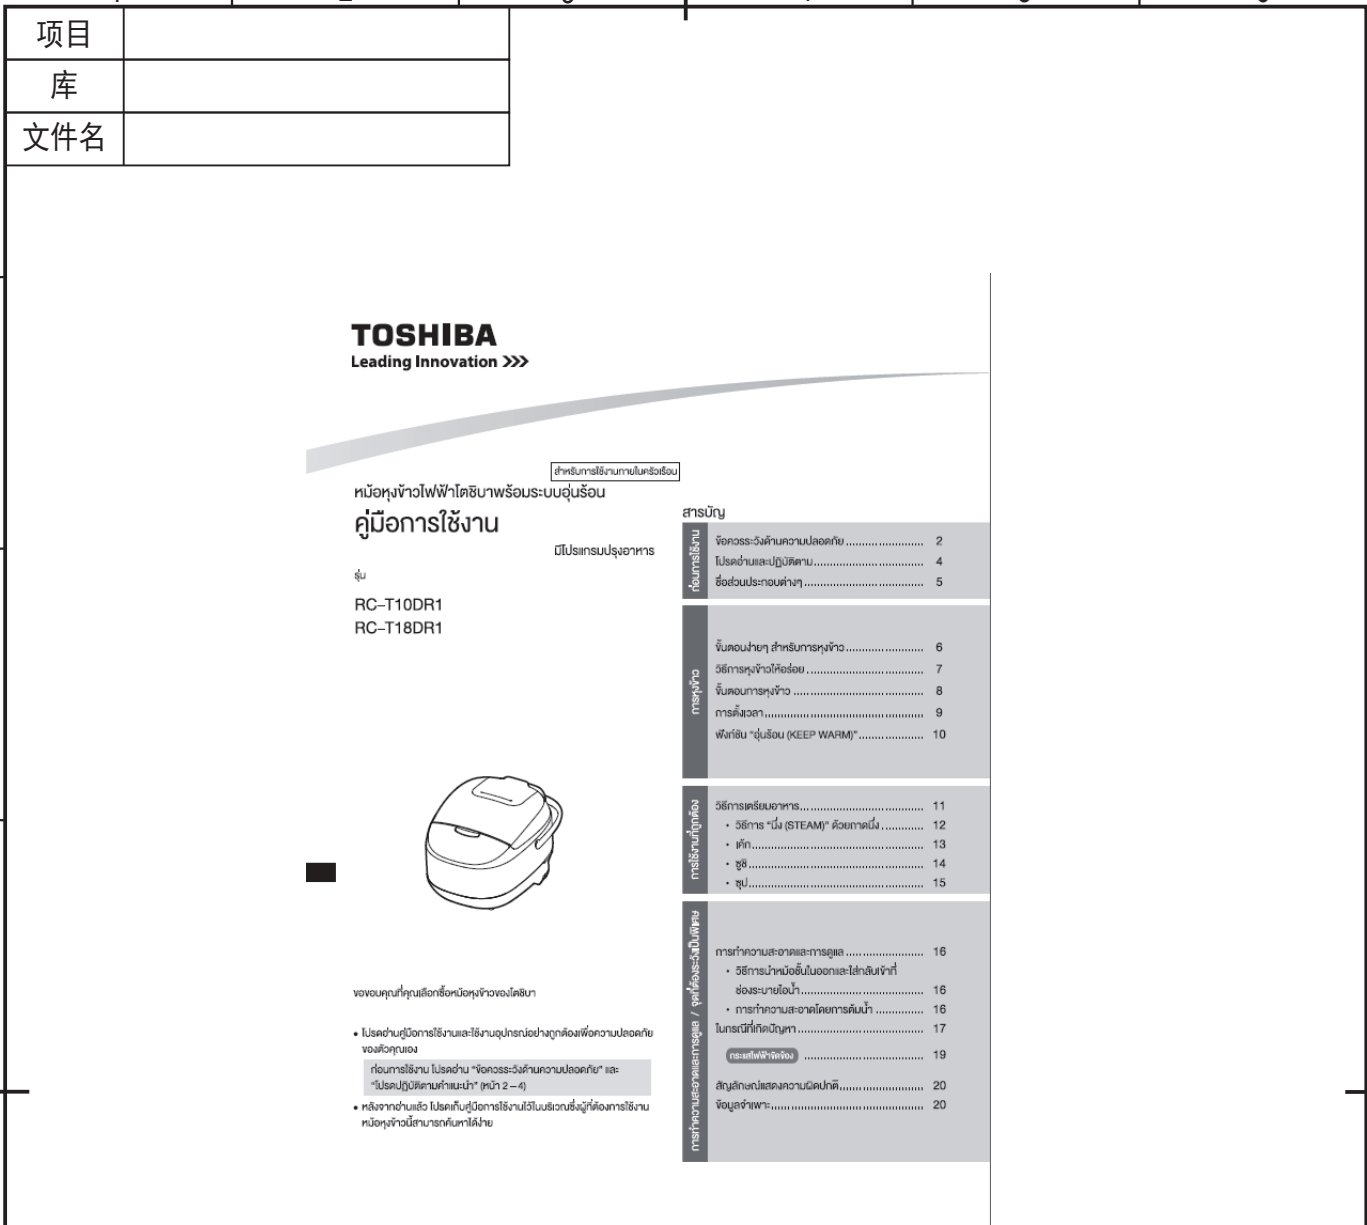 项目
库
文件名
TOSHIBA
Leading Innovation >>>
สำหรับการใช้งานภายในครัวเรือน
หม้อหุงข้าวไฟฟ้าโตชิบาพร้อมระบบอุ่นร้อน
คู่มือการใช้งาน
มีโปรแกรมปรุงอาหาร
รุ่น
RC–T10DR1
RC–T18DR1
ขอขอบคุณที่คุณเลือกซื้อหม้อหุงข้าวของโตชิบา
• โปรดอ่านคู่มือการใช้งานและใช้งานอุปกรณ์อย่างถูกต้องเพื่อความปลอดภัย
ของตัวคุณเอง
ก่อนการใช้งาน โปรดอ่าน “ข้อควรระวังด้านความปลอดภัย” และ
“โปรดปฏิบัติตามคำแนะนำ” (หน้า 2 – 4)
• หลังจากอ่านแล้ว โปรดเก็บคู่มือการใช้งานไว้ในบริเวณซึ่งผู้ที่ต้องการใช้งาน
หม้อหุงข้าวนี้สามารถค้นหาได้ง่าย
สารบัญ
ก่อนการใช้งาน
ข้อควรระวังด้านความปลอดภัย ........................ 2
โปรดอ่านและปฏิบัติตาม.................................. 4
ชื่อส่วนประกอบต่างๆ ..................................... 5
การหุงข้าว
ขั้นตอนง่ายๆ สำหรับการหุงข้าว ........................ 6
วิธีการหุงข้าวให้อร่อย .................................... 7
ขั้นตอนการหุงข้าว ........................................ 8
การตั้งเวลา................................................. 9
ฟังก์ชัน “อุ่นร้อน (KEEP WARM)”.................... 10
การใช้งานที่ถูกต้อง
วิธีการเตรียมอาหาร...................................... 11
• วิธีการ “นึ่ง (STEAM)” ด้วยถาดนึ่ง ............. 12
• เค้ก..................................................... 13
• ซูชิ...................................................... 14
• ซุป...................................................... 15
การทำความสะอาดและการดูแล / จุดที่ต้องระวังเป็นพิเศษ
การทำความสะอาดและการดูแล ........................ 16
• วิธีการนำหม้อชั้นในออกและใส่กลับเข้าที่
ช่องระบายไอน้ำ...................................... 16
• การทำความสะอาดโดยการต้มน้ำ ............... 16
ในกรณีที่เกิดปัญหา ....................................... 17
กระแสไฟฟ้าขัดข้อง ..................................... 19
สัญลักษณ์แสดงความผิดปกติ.......................... 20
ข้อมูลจำเพาะ............................................... 20